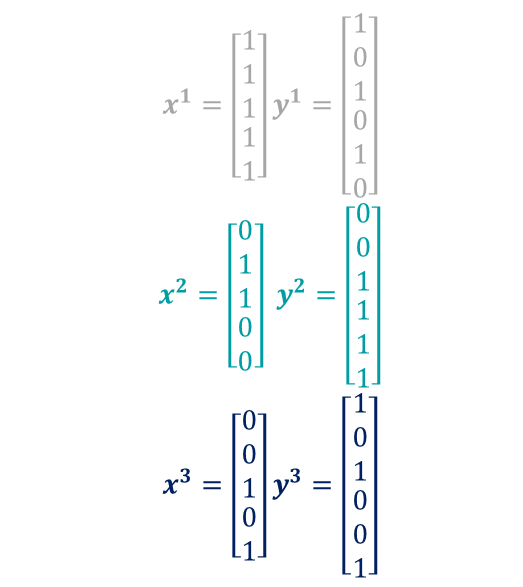 x¹ = [1 1 1 1 1] y¹ = [1 0 1 0 1 0]
x² = [0 1 1 0 0] y² = [0 0 1 1 1 1]
x³ = [0 0 1 0 1] y³ = [1 0 1 0 0 1]